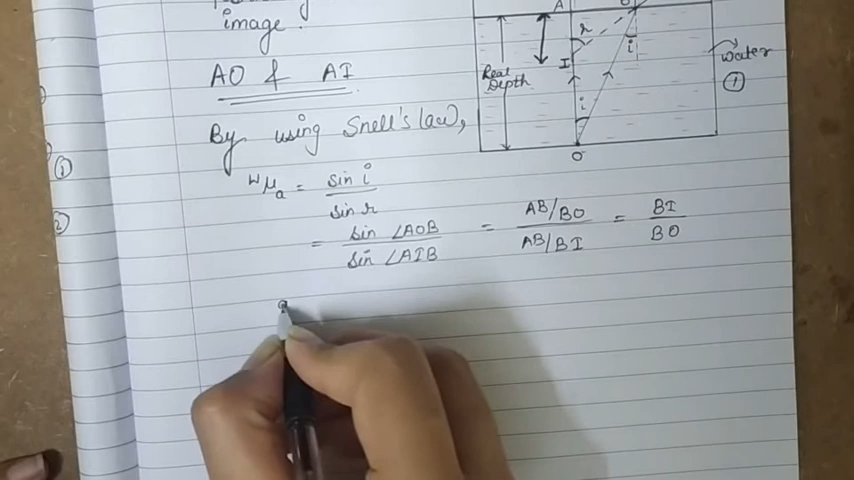 image.
AO & AI
By using Snell's law,
ʷμₐ = sin i / sin r
= sin ∠AOB / sin ∠AIB = AB/BO / AB/BI = BI / BO
a
①
②
A
r
i
I
Real
Depth
i
O
Water
①